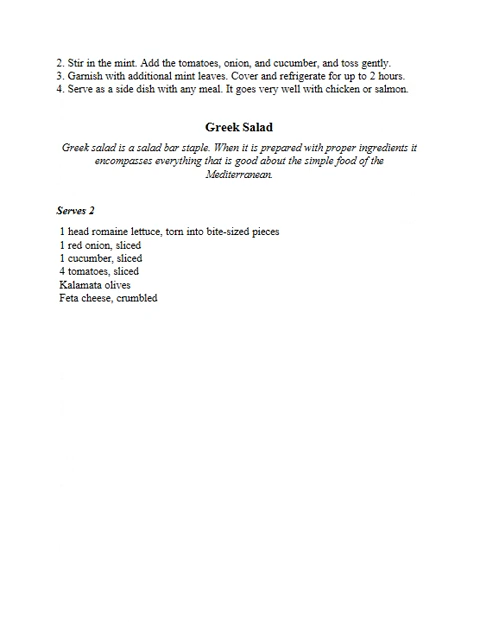 2. Stir in the mint. Add the tomatoes, onion, and cucumber, and toss gently.
3. Garnish with additional mint leaves. Cover and refrigerate for up to 2 hours.
4. Serve as a side dish with any meal. It goes very well with chicken or salmon.
Greek Salad
Greek salad is a salad bar staple. When it is prepared with proper ingredients it
encompasses everything that is good about the simple food of the
Mediterranean.
Serves 2
1 head romaine lettuce, torn into bite-sized pieces
1 red onion, sliced
1 cucumber, sliced
4 tomatoes, sliced
Kalamata olives
Feta cheese, crumbled